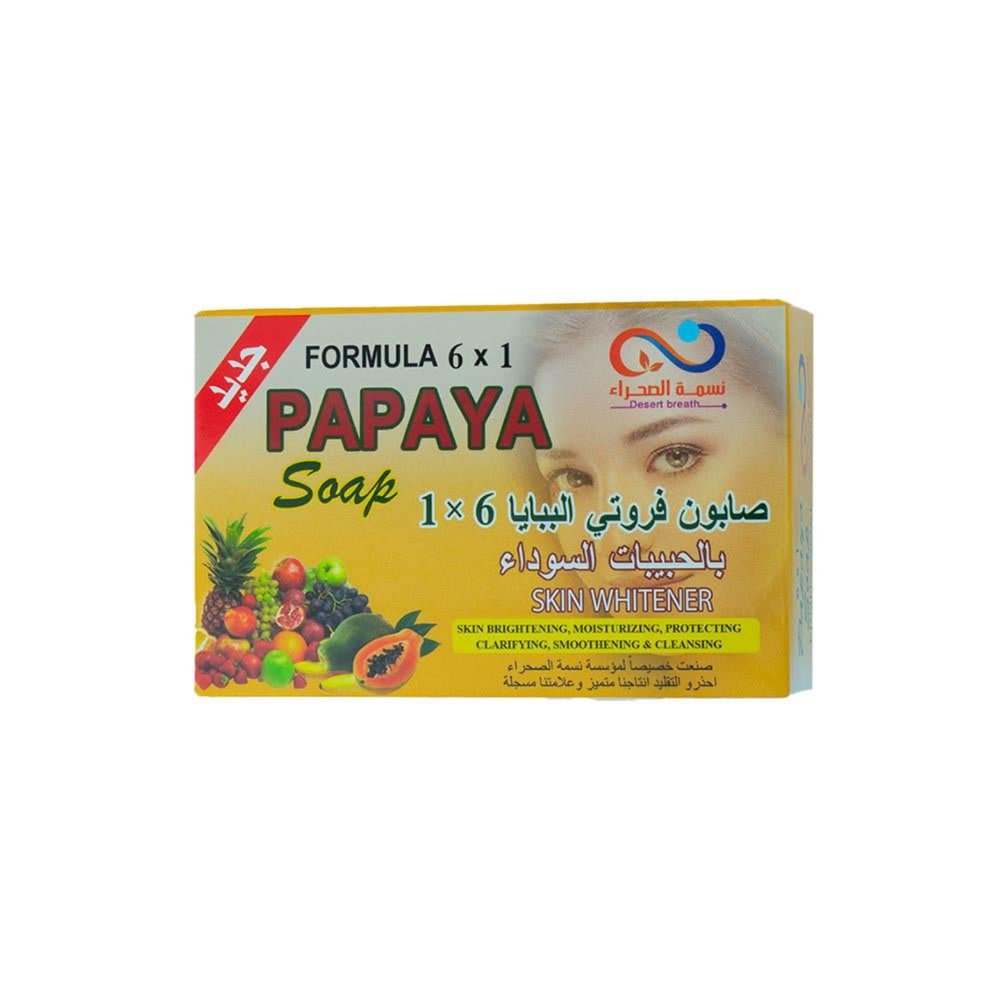 جديد
FORMULA 6 x 1
PAPAYA
Soap
نسمة الصحراء
Desert breath
صابون فروتي الببايا 6 × 1
بالحبيبات السوداء
SKIN WHITENER
SKIN BRIGHTENING, MOISTURIZING, PROTECTING
CLARIFYING, SMOOTHENING & CLEANSING
صنعت خصيصاً لمؤسسة نسمة الصحراء
احذرو التقليد انتاجنا متميز وعلامتنا مسجلة